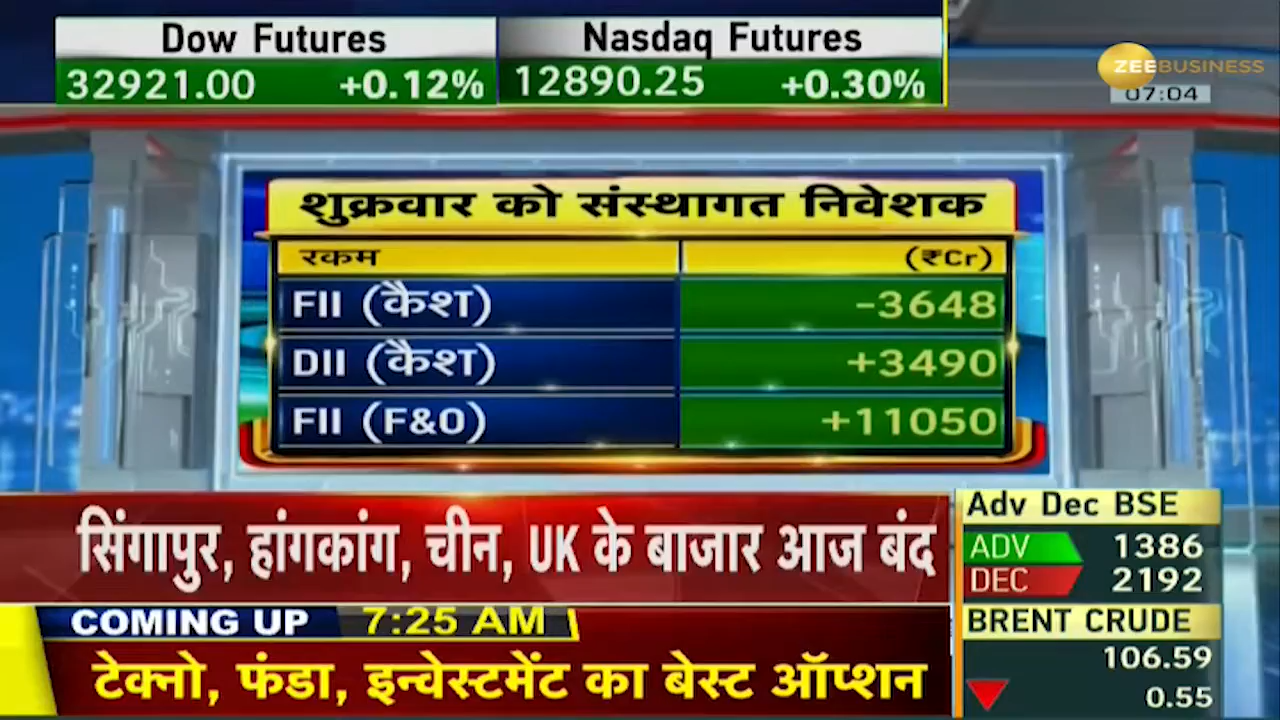 Dow Futures
32921.00 +0.12%
Nasdaq Futures
12890.25 +0.30%
ZEEBUSINESS
07:04
शुक्रवार को संस्थागत निवेशक
रकम (₹Cr)
FII (कैश) -3648
DII (कैश) +3490
FII (F&O) +11050
सिंगापुर, हांगकांग, चीन, UK के बाजार आज बंद
COMING UP 7:25 AM
टेक्नो, फंडा, इन्वेस्टमेंट का बेस्ट ऑप्शन
Adv Dec BSE
ADV 1386
DEC 2192
BRENT CRUDE
106.59
0.55